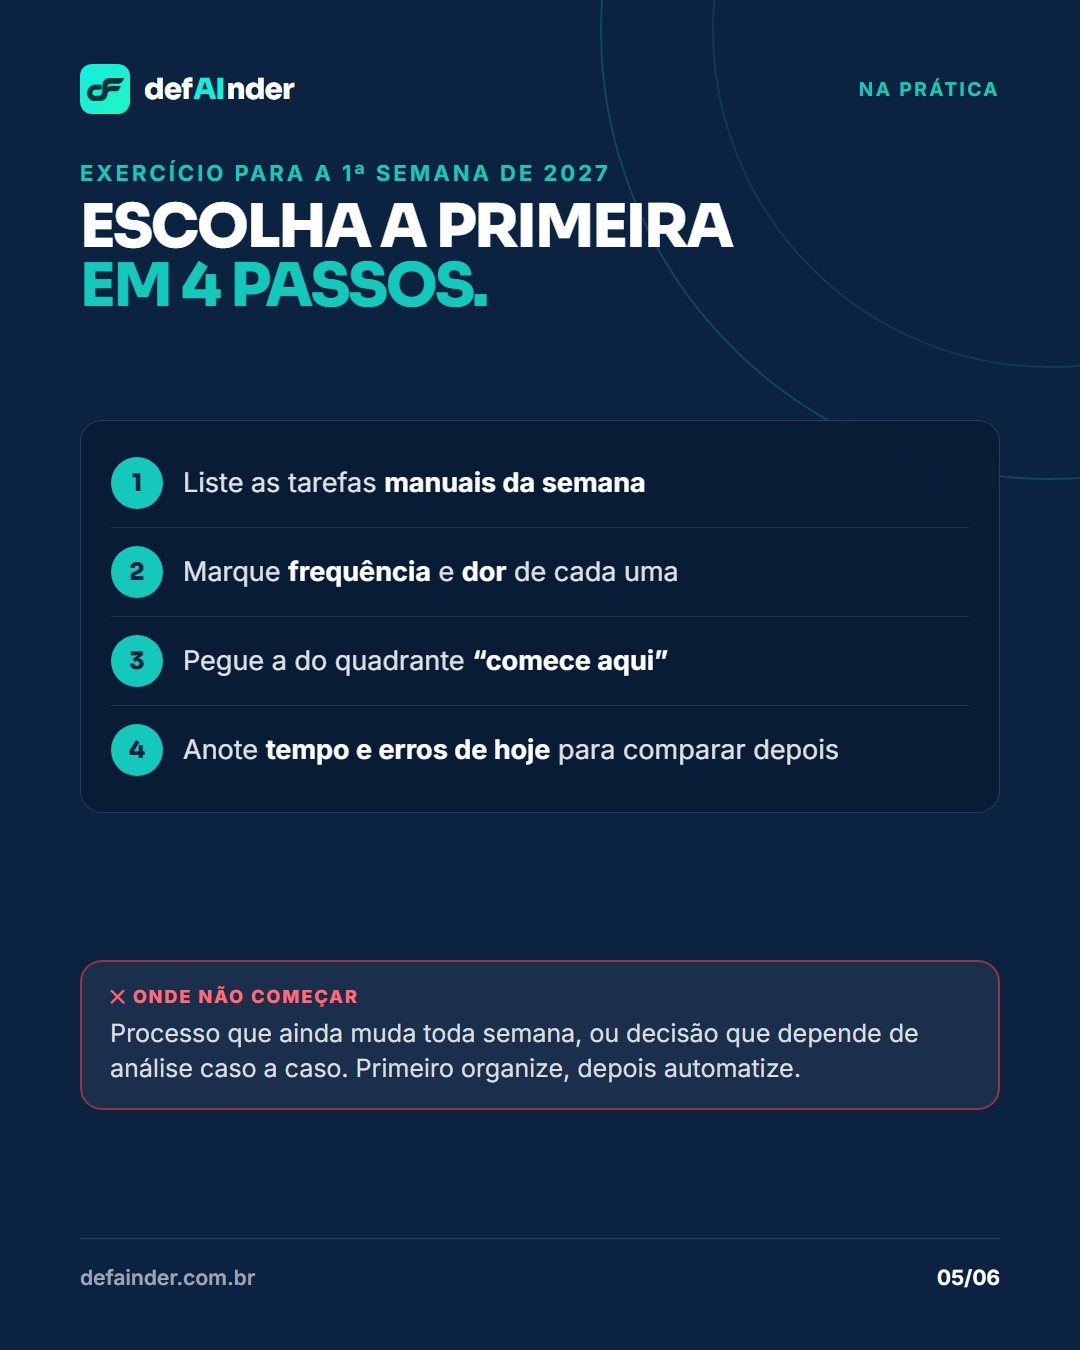 defAInder
NA PRÁTICA
EXERCÍCIO PARA A 1ª SEMANA DE 2027
ESCOLHA A PRIMEIRA
EM 4 PASSOS.
1 Liste as tarefas manuais da semana
2 Marque frequência e dor de cada uma
3 Pegue a do quadrante “comece aqui”
4 Anote tempo e erros de hoje para comparar depois
✕ ONDE NÃO COMEÇAR
Processo que ainda muda toda semana, ou decisão que depende de
análise caso a caso. Primeiro organize, depois automatize.
defainder.com.br
05/06